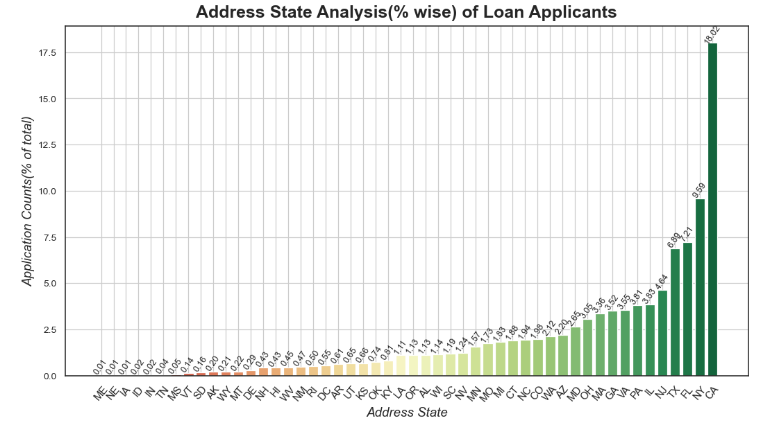 Address State Analysis(% wise) of Loan Applicants
Application Counts(% of total)
17.5
15.0
12.5
10.0
7.5
5.0
2.5
0.0
0.01 0.01 0.01 0.02 0.02 0.04 0.05 0.14 0.16 0.20 0.21 0.22 0.29 0.43 0.43 0.45 0.47 0.50 0.55 0.61 0.65 0.66 0.74 0.81 1.11 1.13 1.13 1.14 1.19 1.24 1.57 1.73 1.83 1.88 1.94 1.98 2.12 2.20 2.65 3.05 3.36 3.52 3.55 3.81 3.83 4.64 6.89 7.21 9.59 18.02
ME NE IA ID IN TN MS VT SD AK WY MT DE NH HI WV NM RI DC AR UT KS OK KY LA OR AL WI SC NV MN MO MI CT NC CO WA AZ MD OH MA GA VA PA IL NJ TX FL NY CA
Address State